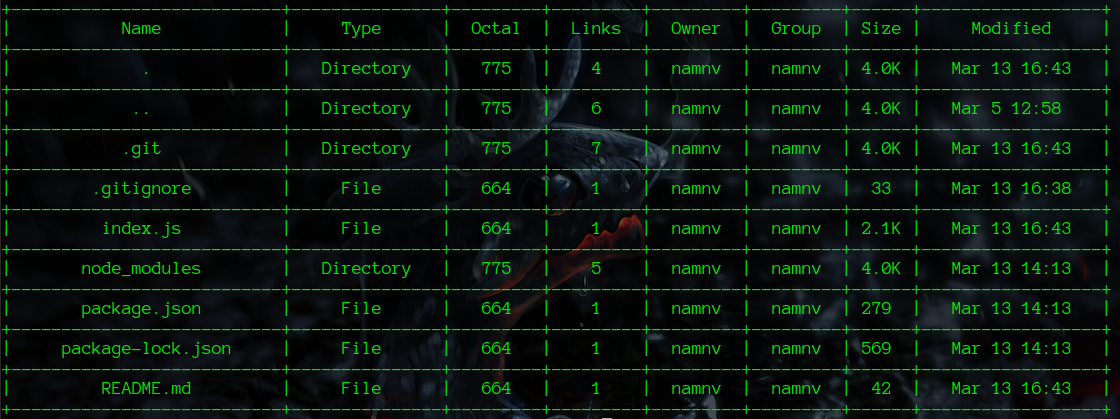 | Name | Type | Octal | Links | Owner | Group | Size | Modified |
| . | Directory | 775 | 4 | namnv | namnv | 4.0K | Mar 13 16:43 |
| .. | Directory | 775 | 6 | namnv | namnv | 4.0K | Mar 5 12:58 |
| .git | Directory | 775 | 7 | namnv | namnv | 4.0K | Mar 13 16:43 |
| .gitignore | File | 664 | 1 | namnv | namnv | 33 | Mar 13 16:38 |
| index.js | File | 664 | 1 | namnv | namnv | 2.1K | Mar 13 16:43 |
| node_modules | Directory | 775 | 5 | namnv | namnv | 4.0K | Mar 13 14:13 |
| package.json | File | 664 | 1 | namnv | namnv | 279 | Mar 13 14:13 |
| package-lock.json | File | 664 | 1 | namnv | namnv | 569 | Mar 13 14:13 |
| README.md | File | 664 | 1 | namnv | namnv | 42 | Mar 13 16:43 |